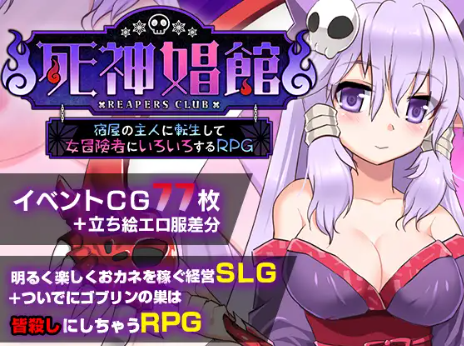 死神娼館
REAPERS CLUB
宿屋の主人に転生して
女冒険者にいろいろするRPG
イベントCG77枚
+立ち絵エロ服差分
明るく楽しくおカネを稼ぐ経営SLG
+ついでにゴブリンの巣は
皆殺しにしちゃうRPG